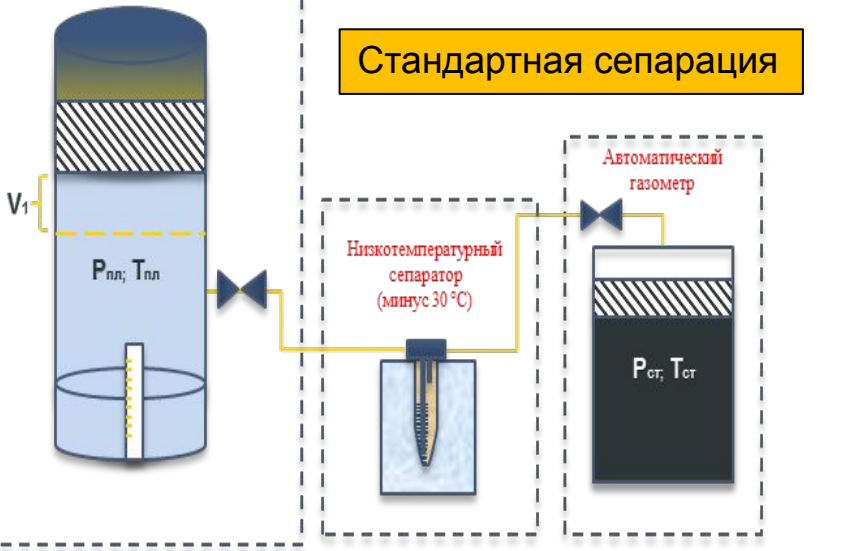 Стандартная сепарация
Автоматический
газометр
V₁
Низкотемпературный
сепаратор
(минус 30 °C)
Pпл; Tпл
Pст; Tст